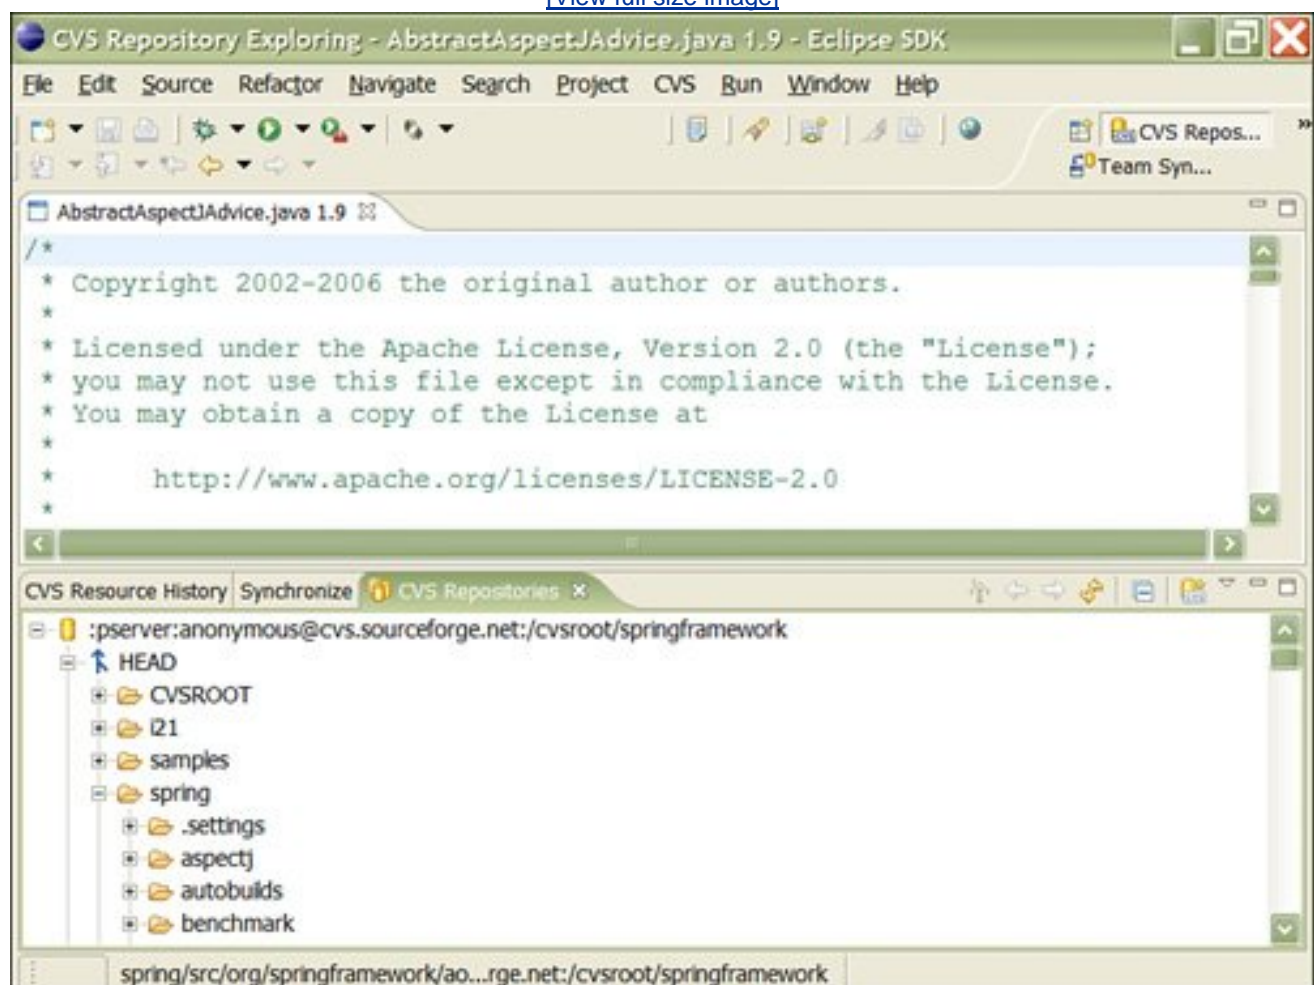 [View full size image]
CVS Repository Exploring - AbstractAspectJAdvice.java 1.9 - Eclipse SDK
File Edit Source Refactor Navigate Search Project CVS Run Window Help
CVS Repos... »
Team Syn...
AbstractAspectJAdvice.java 1.9
/*
* Copyright 2002-2006 the original author or authors.
*
* Licensed under the Apache License, Version 2.0 (the "License");
* you may not use this file except in compliance with the License.
* You may obtain a copy of the License at
*
* http://www.apache.org/licenses/LICENSE-2.0
*
CVS Resource History Synchronize CVS Repositories
:pserver:anonymous@cvs.sourceforge.net:/cvsroot/springframework
HEAD
CVSROOT
i21
samples
spring
.settings
aspectj
autobuilds
benchmark
spring/src/org/springframework/ao...rge.net:/cvsroot/springframework